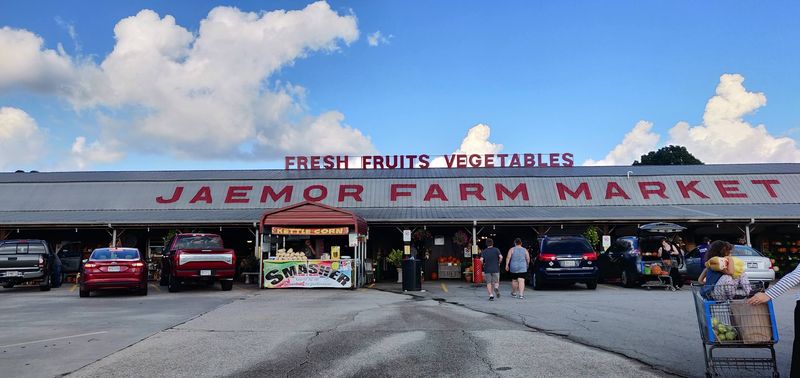 FRESH FRUITS VEGETABLES
JAEMOR FARM MARKET
KETTLE CORN
SMASHER